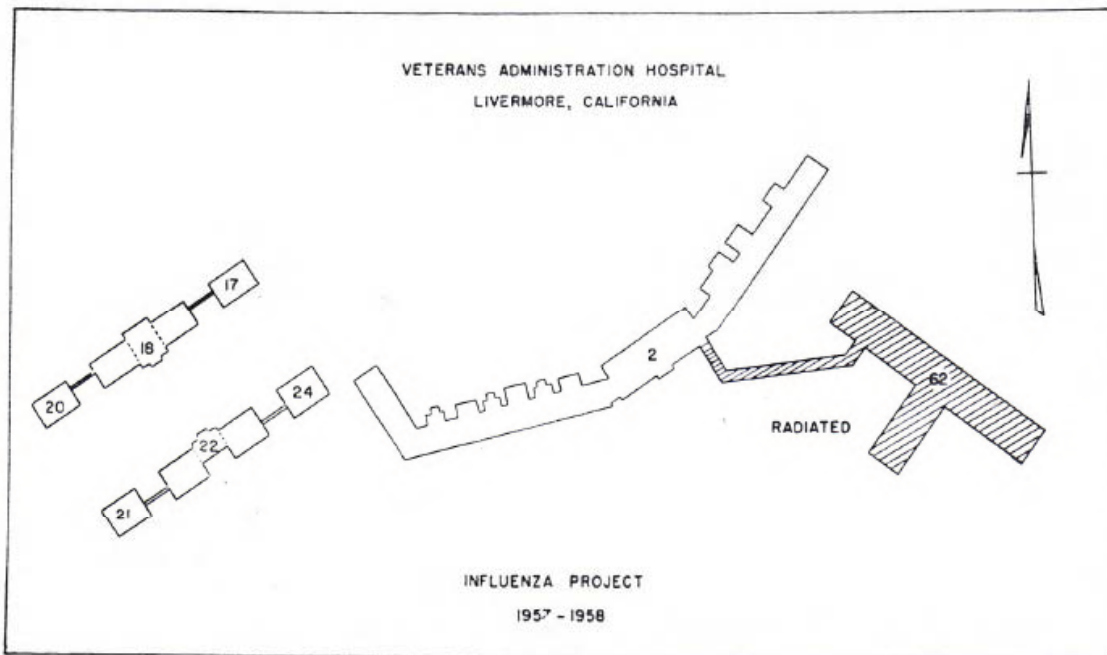 VETERANS ADMINISTRATION HOSPITAL
LIVERMORE, CALIFORNIA
17
18
20
24
22
21
2
62
RADIATED
INFLUENZA PROJECT
1957-1958